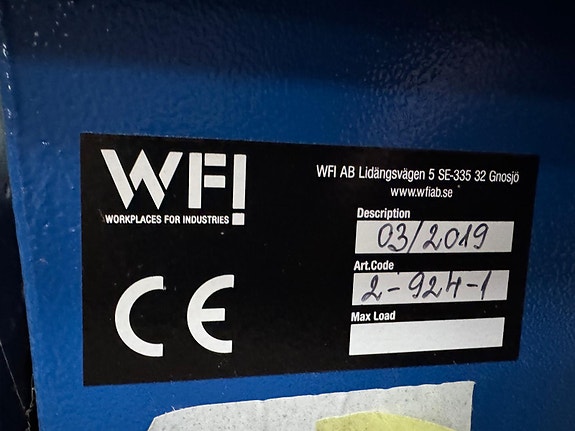 WFI
WORKPLACES FOR INDUSTRIES
WFI AB Lidängsvägen 5 SE-335 32 Gnosjö
www.wfiab.se
Description
03/2019
Art.Code
2-924-1
Max Load
CE